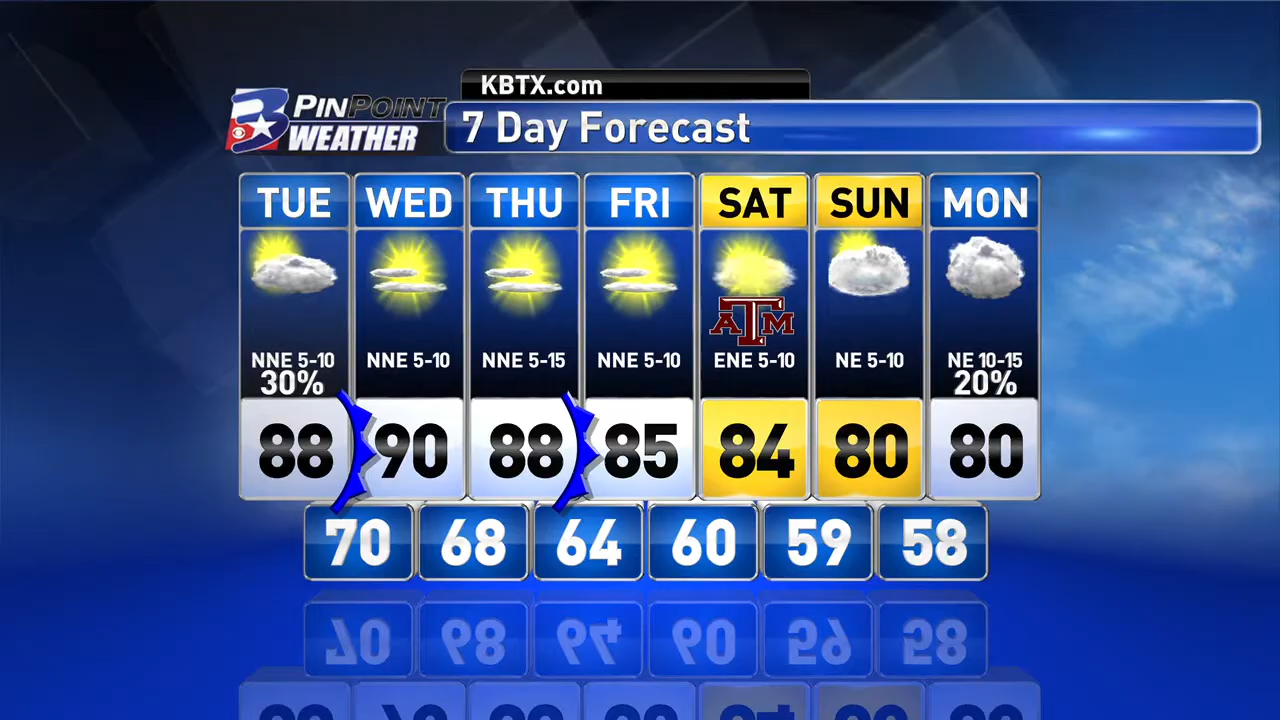 KBTX.com
3 PINPOINT
WEATHER
7 Day Forecast
TUE WED THU FRI SAT SUN MON
ATM
NNE 5-10 NNE 5-10 NNE 5-15 NNE 5-10 ENE 5-10 NE 5-10 NE 10-15
30% 20%
88 90 88 85 84 80 80
70 68 64 60 59 58